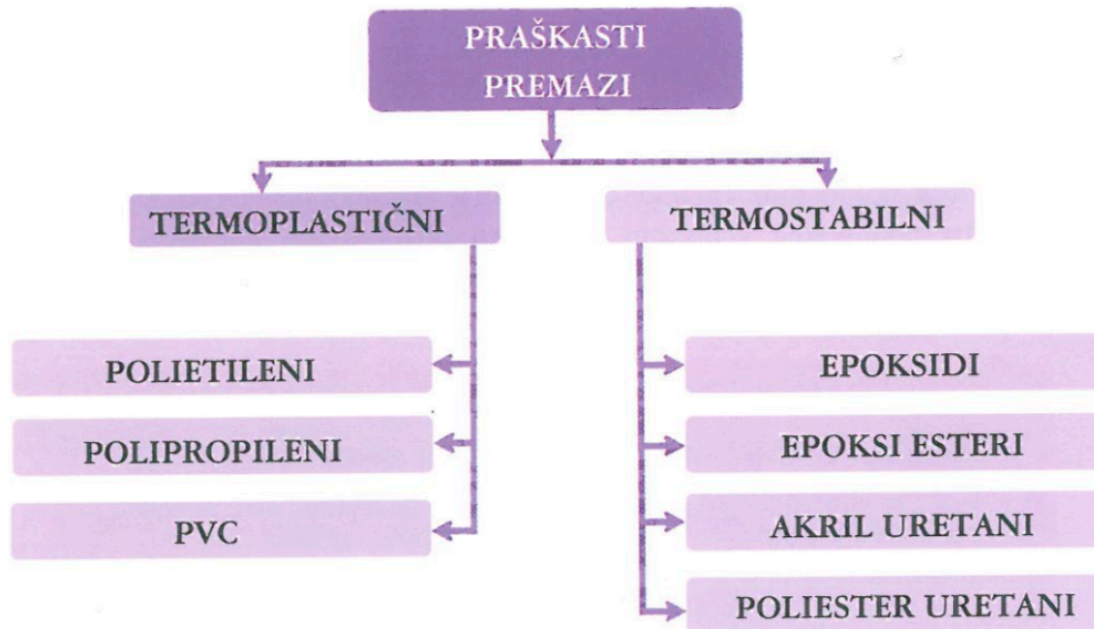 PRAŠKASTI
PREMAZI
TERMOPLASTIČNI
TERMOSTABILNI
POLIETILENI
POLIPROPILENI
PVC
EPOKSIDI
EPOKSI ESTERI
AKRIL URETANI
POLIESTER URETANI